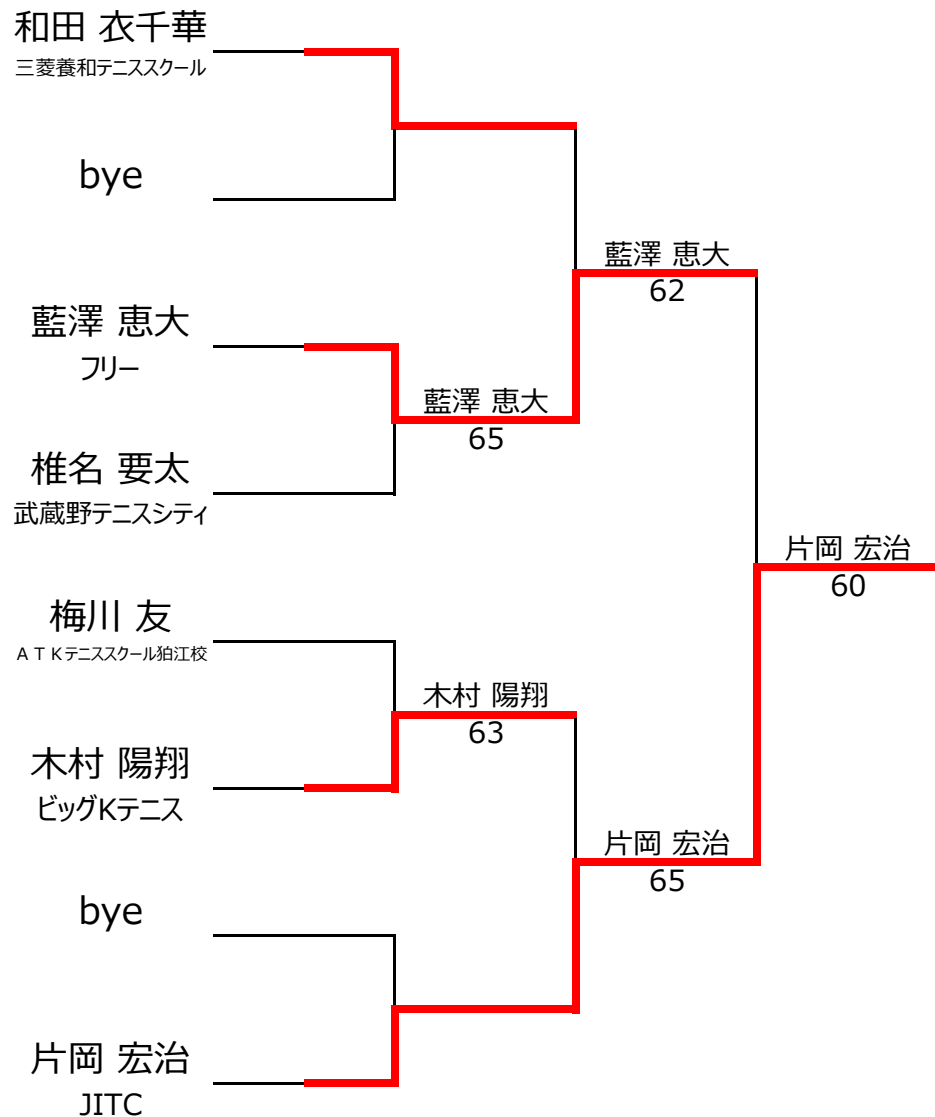 和田 衣千華
三菱養和テニススクール
bye
藍澤 恵大
62
藍澤 恵大
フリー
藍澤 恵大
65
椎名 要太
武蔵野テニスシティ
片岡 宏治
60
梅川 友
ＡＴＫテニススクール狛江校
木村 陽翔
63
木村 陽翔
ビッグKテニス
片岡 宏治
65
bye
片岡 宏治
JITC